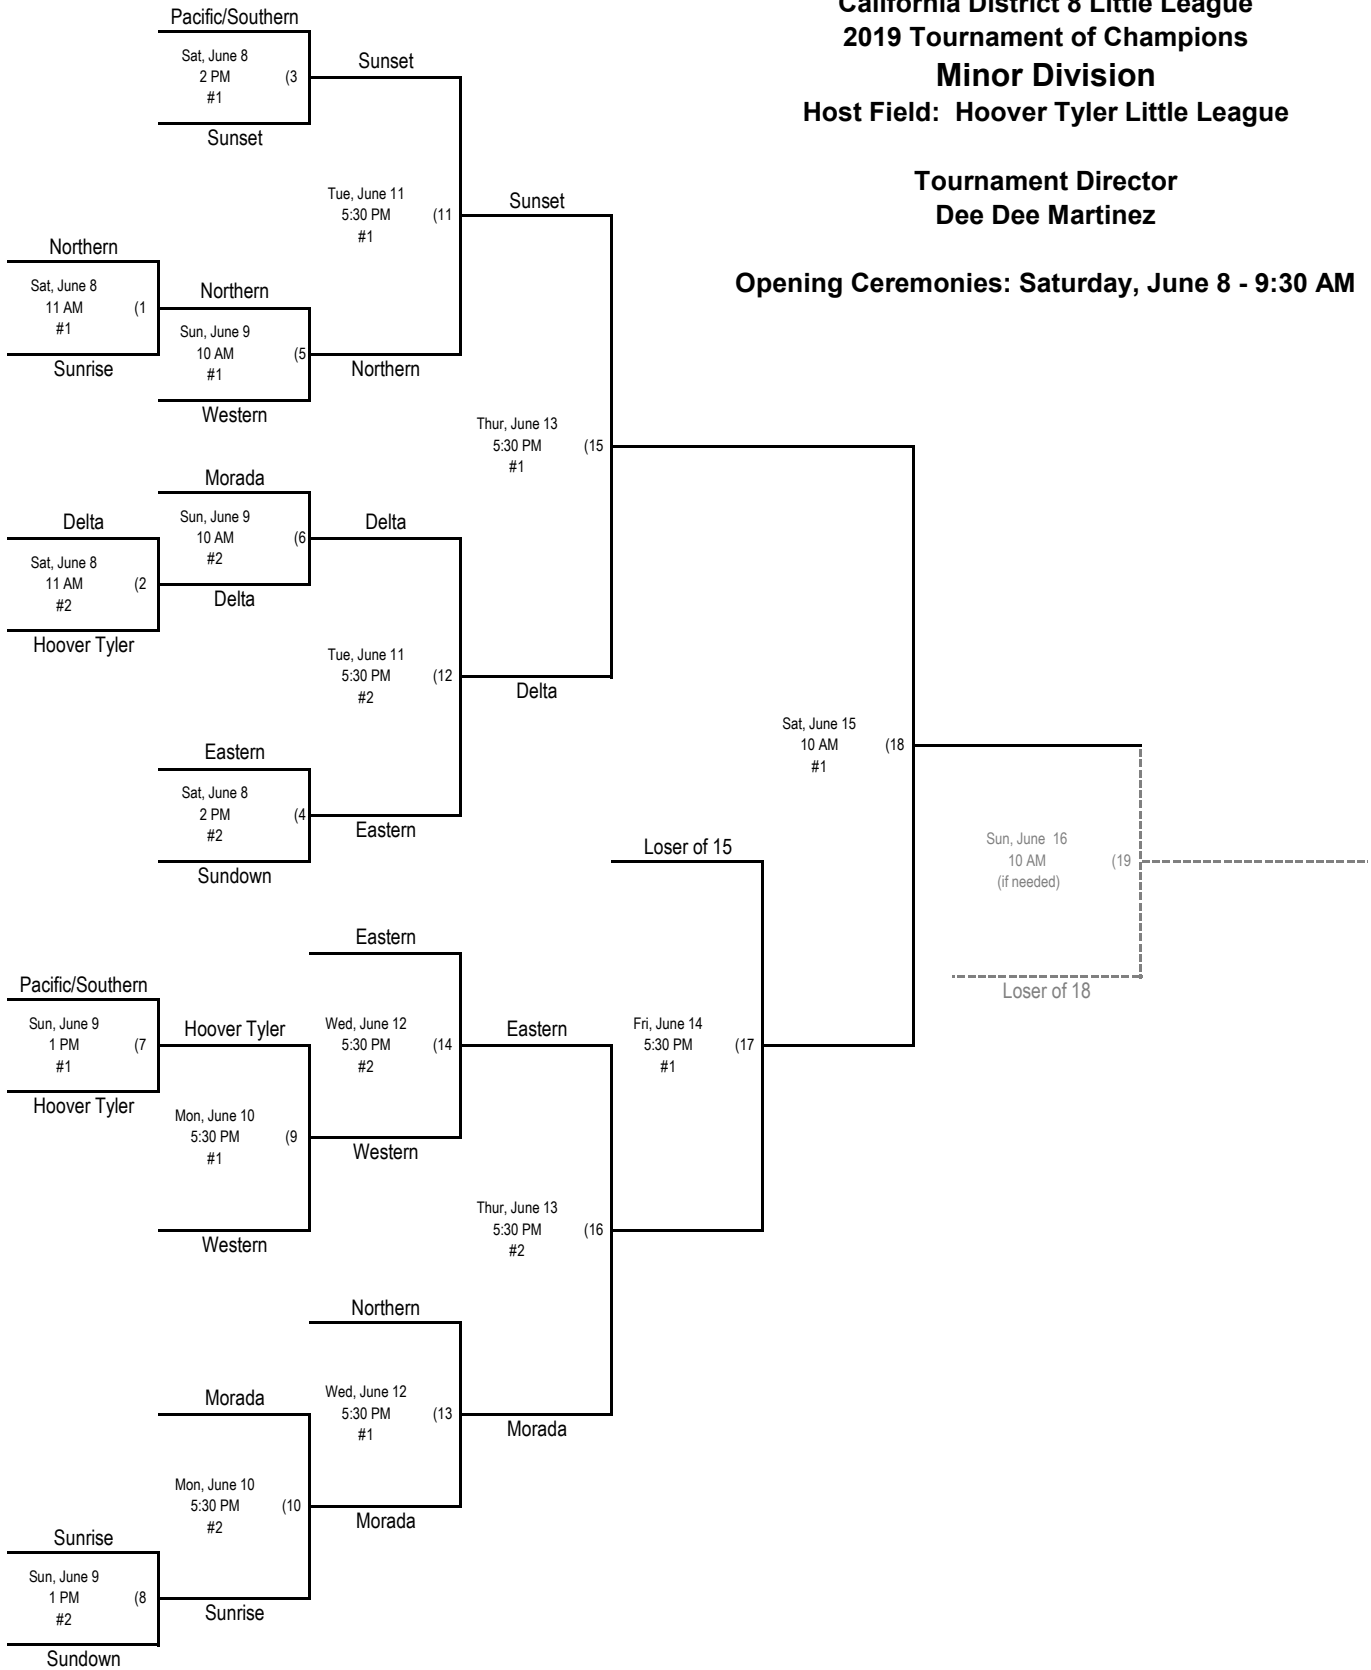 California District 8 Little League
2019 Tournament of Champions
Minor Division
Host Field:  Hoover Tyler Little League
Tournament Director
Dee Dee Martinez
Opening Ceremonies: Saturday, June 8 - 9:30 AM
Pacific/Southern
Sat, June 8
2 PM (3
#1
Sunset
Sunset
Tue, June 11
5:30 PM (11
#1
Sunset
Northern
Sat, June 8
11 AM (1
#1
Sunrise
Northern
Sun, June 9
10 AM (5
#1
Western
Northern
Thur, June 13
5:30 PM (15
#1
Morada
Sun, June 9
10 AM (6
#2
Delta
Delta
Delta
Sat, June 8
11 AM (2
#2
Hoover Tyler
Tue, June 11
5:30 PM (12
#2
Delta
Eastern
Sat, June 8
2 PM (4
#2
Sundown
Eastern
Sat, June 15
10 AM (18
#1
Sun, June  16
10 AM (19
(if needed)
Loser of 18
Loser of 15
Fri, June 14
5:30 PM (17
#1
Eastern
Wed, June 12
5:30 PM (14
#2
Western
Eastern
Pacific/Southern
Sun, June 9
1 PM (7
#1
Hoover Tyler
Hoover Tyler
Mon, June 10
5:30 PM (9
#1
Western
Thur, June 13
5:30 PM (16
#2
Northern
Wed, June 12
5:30 PM (13
#1
Morada
Morada
Morada
Mon, June 10
5:30 PM (10
#2
Sunrise
Sunrise
Sun, June 9
1 PM (8
#2
Sundown